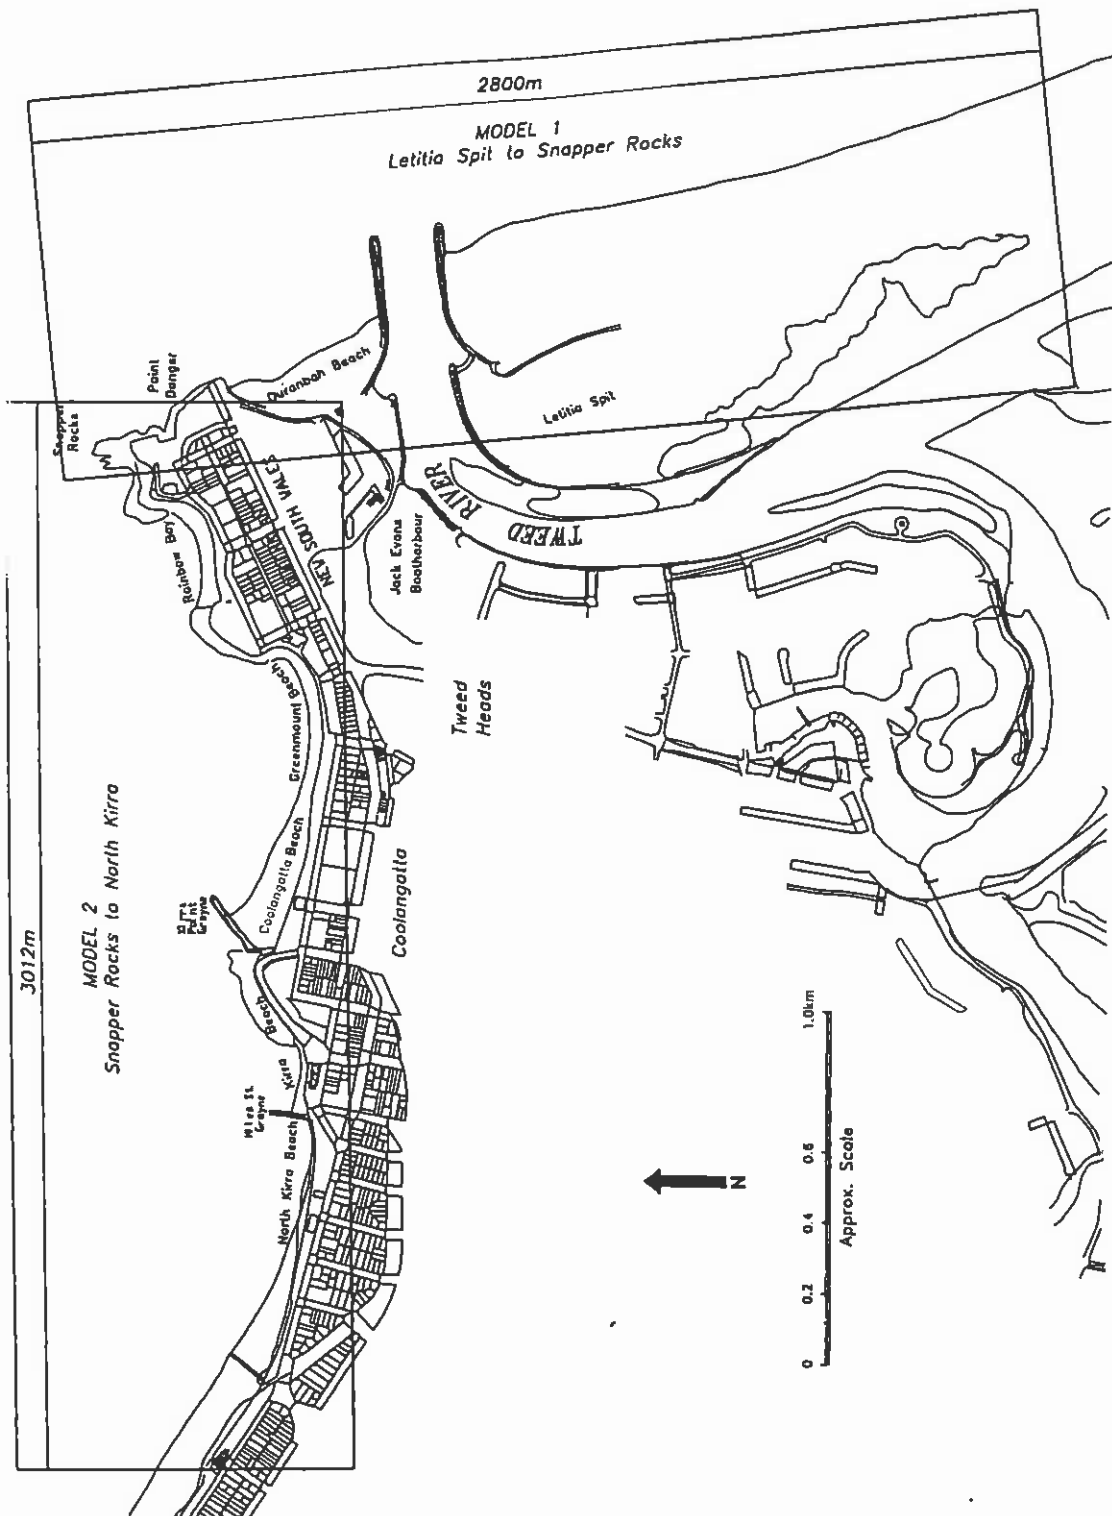 2800m
MODEL 1
Letitia Spit to Snapper Rocks
Point
Danger
Snapper
Rocks
Duranbah Beach
Letitia Spit
Rainbow Bay
NEW SOUTH WALES
TWEED RIVER
Jack Evans
Boatharbour
Greenmount Beach
Tweed
Heads
3012m
MODEL 2
Snapper Rocks to North Kirra
Coolangatta Beach
Kirra
Point
Groyne
Coolangatta
Kirra Beach
Miles St.
Groyne
North Kirra Beach
N
0 0.2 0.4 0.6 1.0km
Approx. Scale